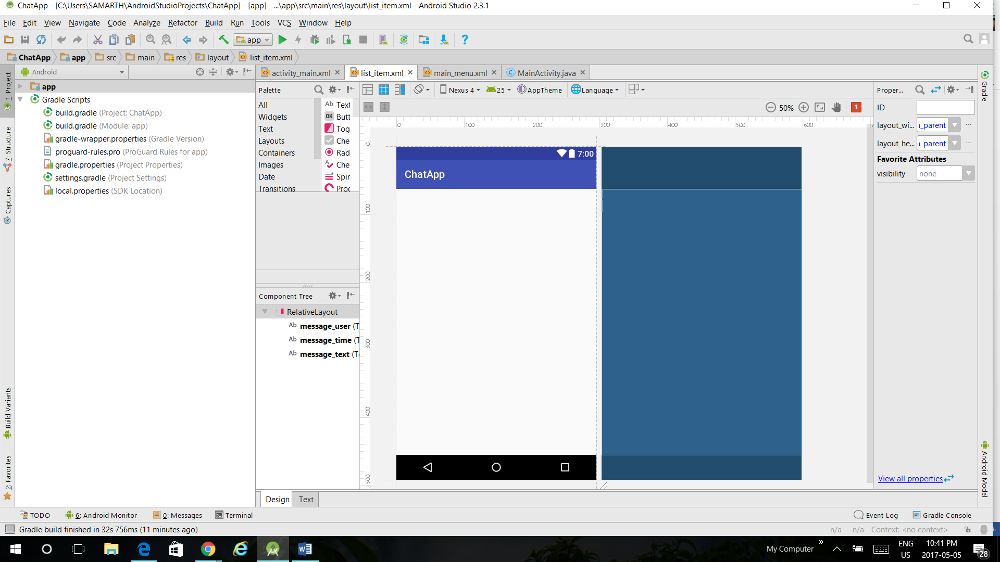 ChatApp - [C:\Users\SAMARTH\AndroidStudioProjects\ChatApp] - [app] - ...\app\src\main\res\layout\list_item.xml - Android Studio 2.3.1
File Edit View Navigate Code Analyze Refactor Build Run Tools VCS Window Help
app
ChatApp app src main res layout list_item.xml
Android
activity_main.xml list_item.xml main_menu.xml MainActivity.java
1: Project
7: Structure
Captures
Build Variants
2: Favorites
app
Gradle Scripts
build.gradle (Project: ChatApp)
build.gradle (Module: app)
gradle-wrapper.properties (Gradle Version)
proguard-rules.pro (ProGuard Rules for app)
gradle.properties (Project Properties)
settings.gradle (Project Settings)
local.properties (SDK Location)
Palette
All
Widgets
Text
Layouts
Containers
Images
Date
Transitions
Ab Text
OK Butt
Tog
Che
Rad
Che
Spir
Proc
Component Tree
RelativeLayout
Ab message_user (T
Ab message_time (T
Ab message_text (Te
Nexus 4 25 AppTheme Language
50% 1
0 100 200 300 400 500 600 7
0
100
200
300
400
500
7:00
ChatApp
Design Text
Proper...
ID
layout_wi... _parent ...
layout_he... _parent ...
Favorite Attributes
visibility none
View all properties
Gradle
Android Model
TODO 6: Android Monitor 0: Messages Terminal Event Log Gradle Console
Gradle build finished in 32s 756ms (11 minutes ago) n/a n/a Context: <no context>
My Computer » ENG US 10:41 PM 2017-05-05 28